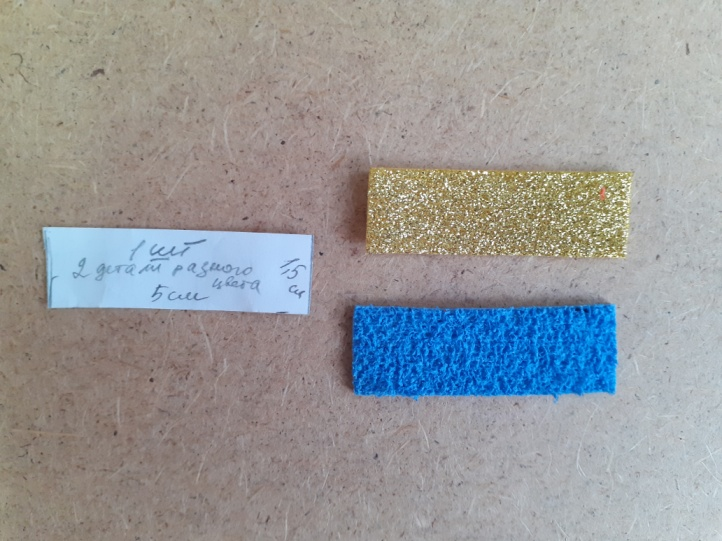 1 шт
2 детали разного
цвета
5 см
1,5
см